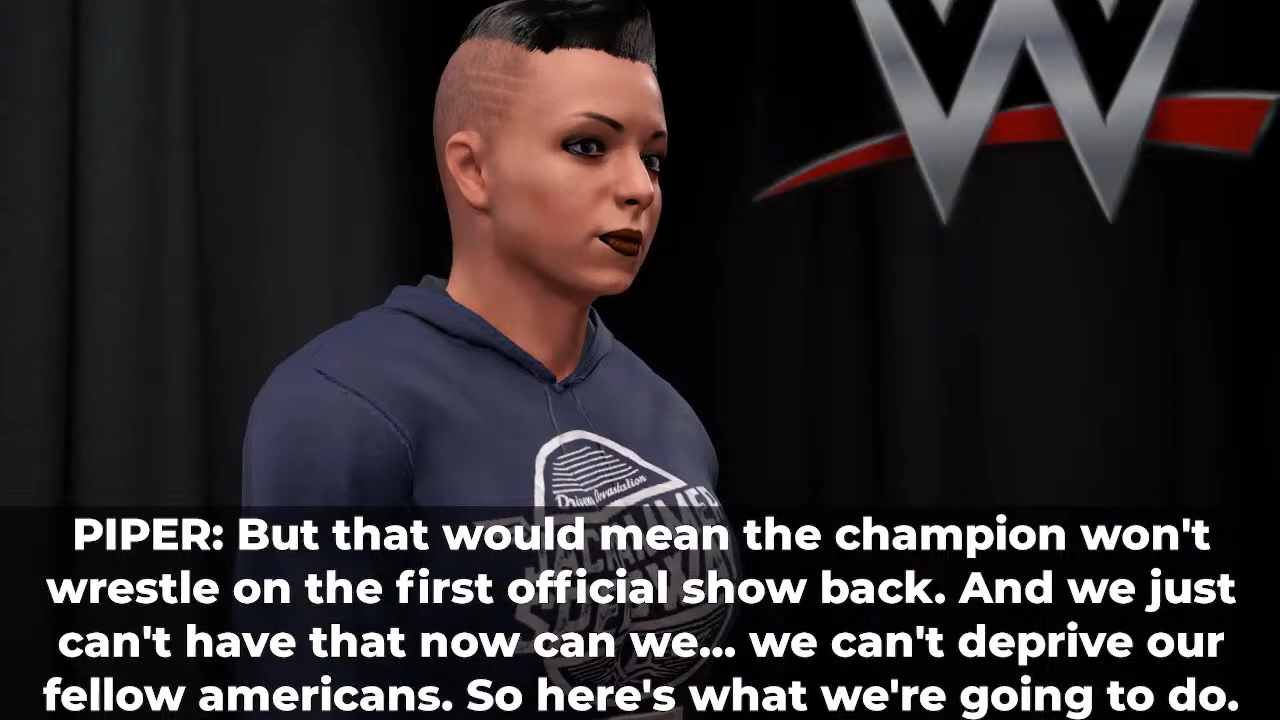 W
Driven Devastation
PIPER: But that would mean the champion won't
wrestle on the first official show back. And we just
can't have that now can we... we can't deprive our
fellow americans. So here's what we're going to do.